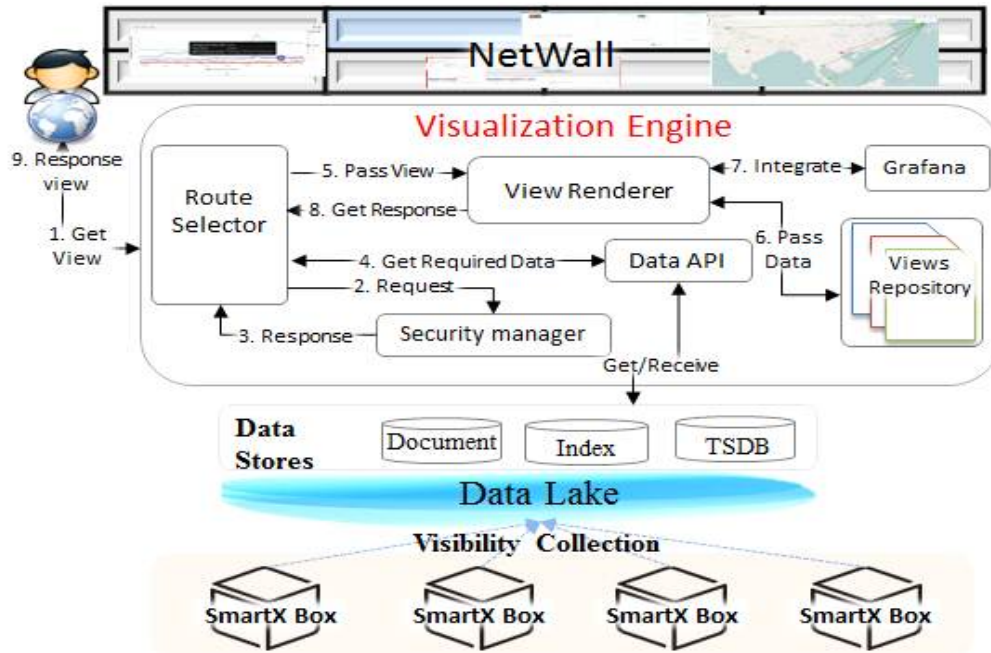 NetWall
Visualization Engine
9. Response
view
1. Get
View
Route
Selector
5. Pass View
8. Get Response
View Renderer
7. Integrate
Grafana
6. Pass
Data
Views
Repository
4. Get Required Data
Data API
2. Request
3. Response
Security manager
Get/Receive
Data
Stores
Document
Index
TSDB
Data Lake
Visibility Collection
SmartX Box
SmartX Box
SmartX Box
SmartX Box